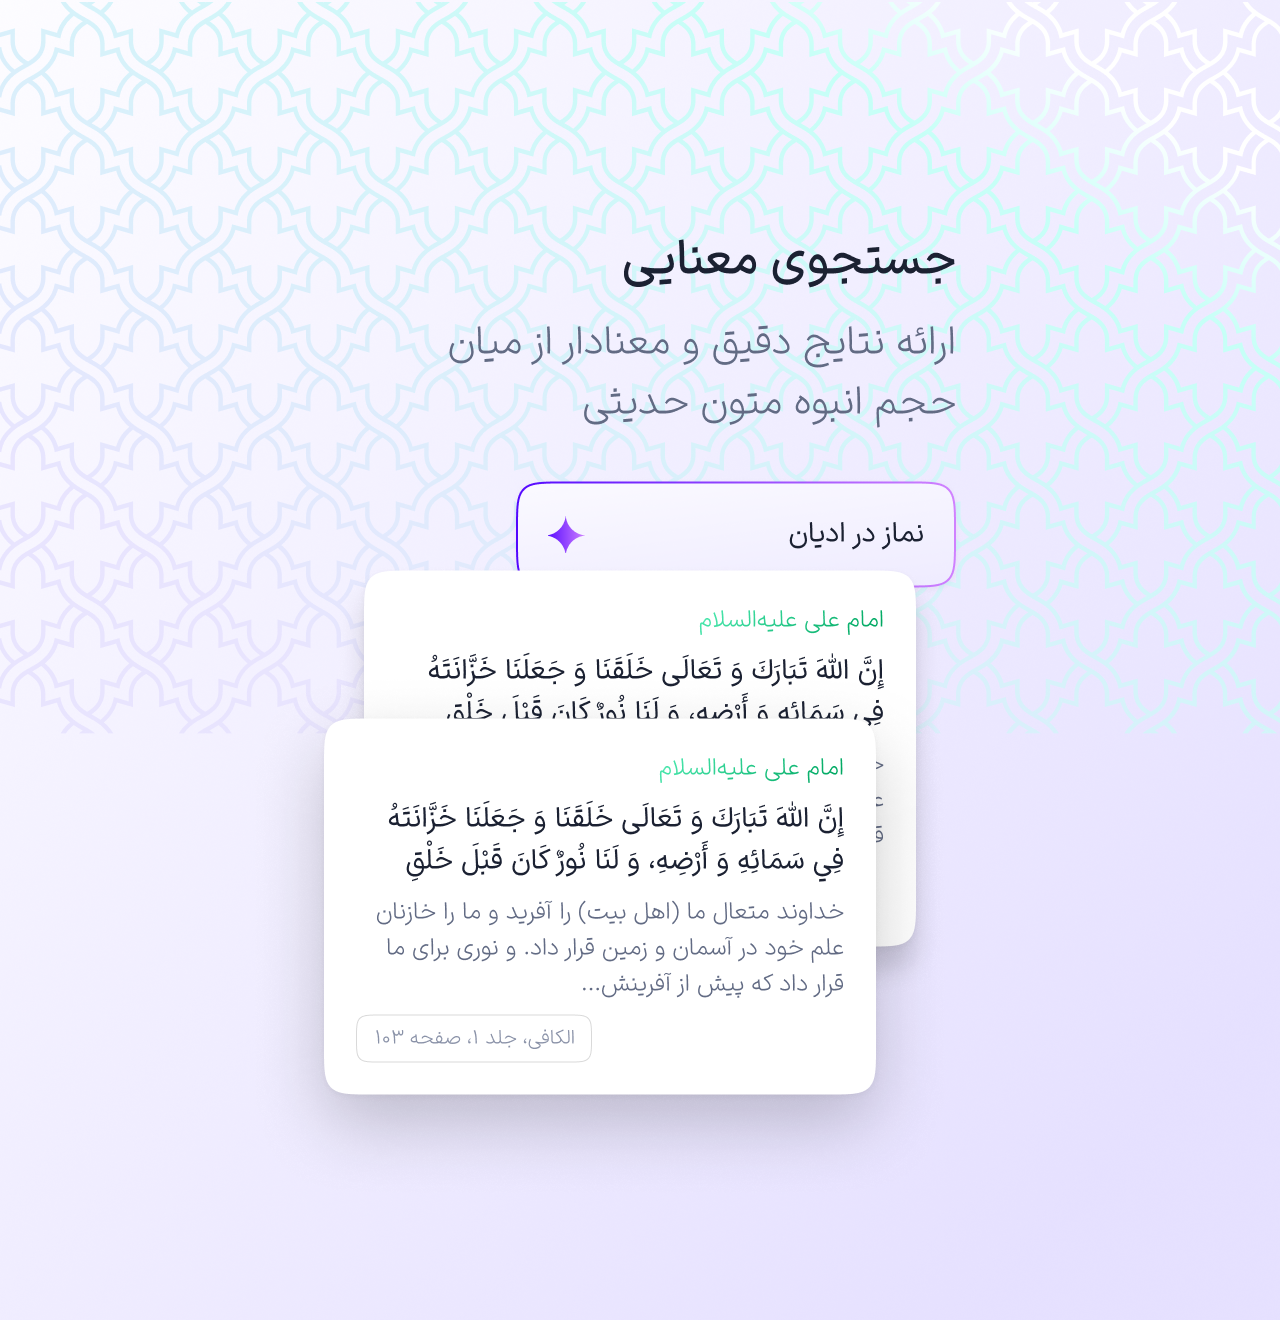 جستجوی معنایی
ارائه نتایج دقیق و معنادار از میان
حجم انبوه متون حدیثی
نماز در ادیان
امام علی علیه‌السلام
إِنَّ اللهَ تَبَارَكَ وَ تَعَالَى خَلَقَنَا وَ جَعَلَنَا خَزَّانَتَهُ
فِي سَمَائِهِ وَ أَرْضِهِ، وَ لَنَا نُورٌ كَانَ قَبْلَ خَلْقِ
امام علی علیه‌السلام
إِنَّ اللهَ تَبَارَكَ وَ تَعَالَى خَلَقَنَا وَ جَعَلَنَا خَزَّانَتَهُ
فِي سَمَائِهِ وَ أَرْضِهِ، وَ لَنَا نُورٌ كَانَ قَبْلَ خَلْقِ
خداوند متعال ما (اهل بیت) را آفرید و ما را خازنان
علم خود در آسمان و زمین قرار داد. و نوری برای ما
قرار داد که پیش از آفرینش...
الکافی، جلد ۱، صفحه ۱۰۳